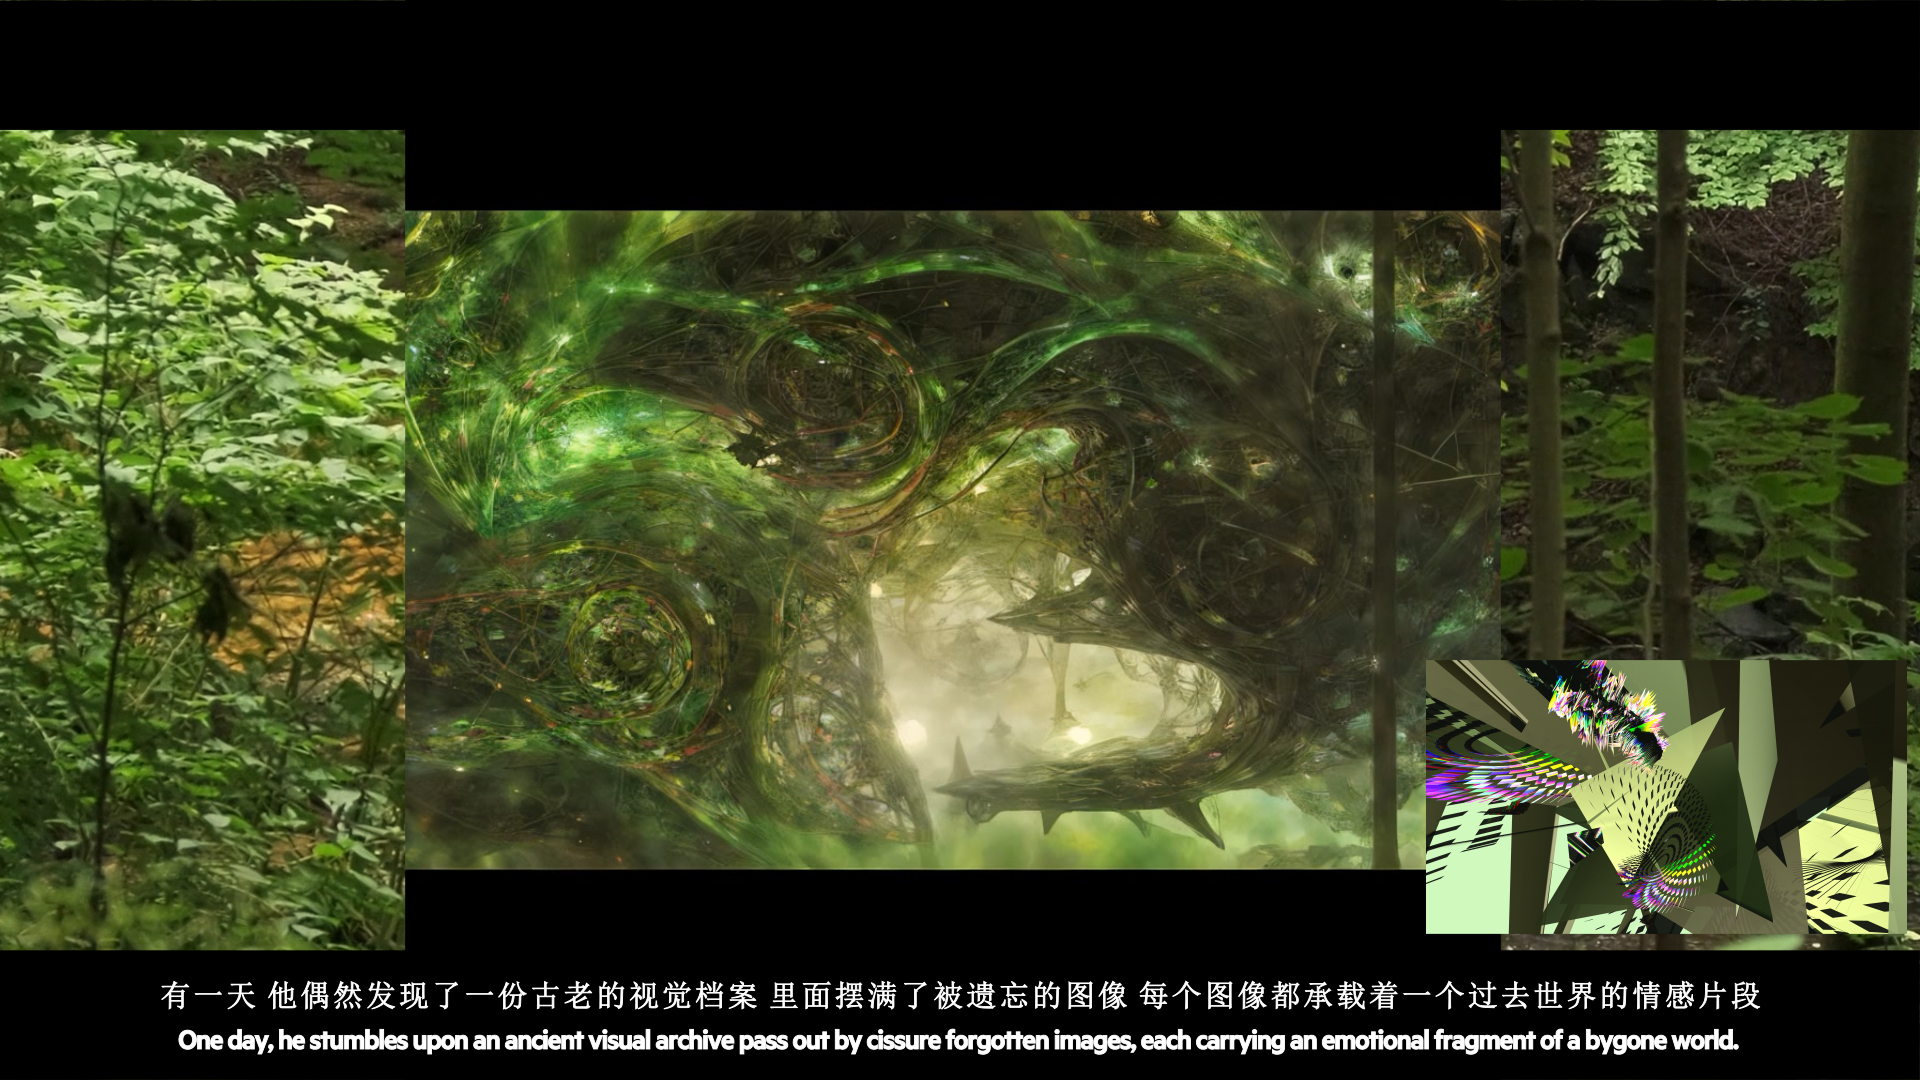 有一天 他偶然发现了一份古老的视觉档案 里面摆满了被遗忘的图像 每个图像都承载着一个过去世界的情感片段
One day, he stumbles upon an ancient visual archive pass out by cissure forgotten images, each carrying an emotional fragment of a bygone world.